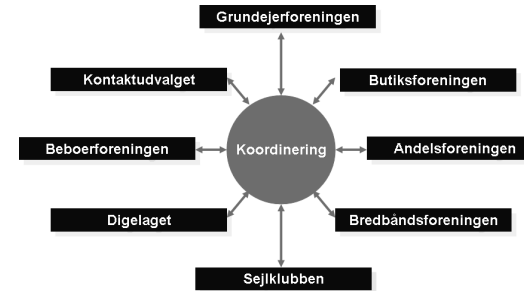 Grundejerforeningen
Kontaktudvalget
Butiksforeningen
Beboerforeningen
Koordinering
Andelsforeningen
Digelaget
Bredbåndsforeningen
Sejlklubben